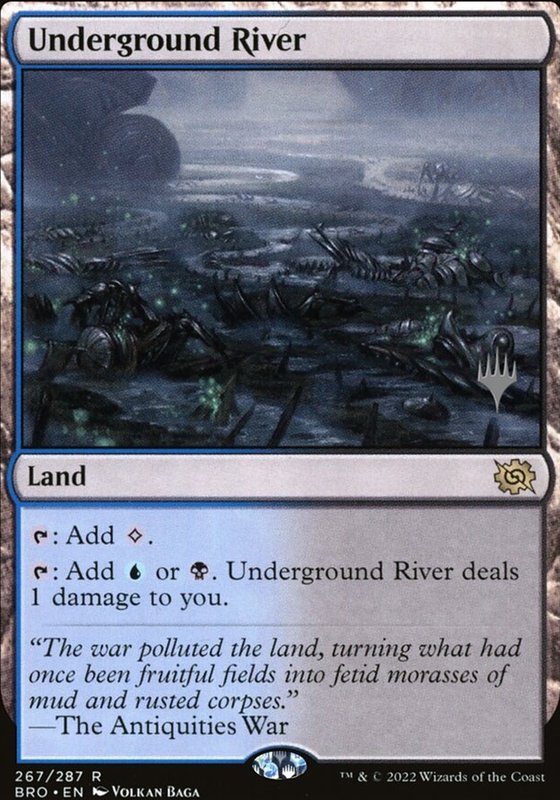 Underground River
Land
: Add .
: Add or . Underground River deals
1 damage to you.
“The war polluted the land, turning what had
once been fruitful fields into fetid morasses of
mud and rusted corpses.”
—The Antiquities War
267/287 R
BRO • EN Volkan Baga
™ & © 2022 Wizards of the Coast